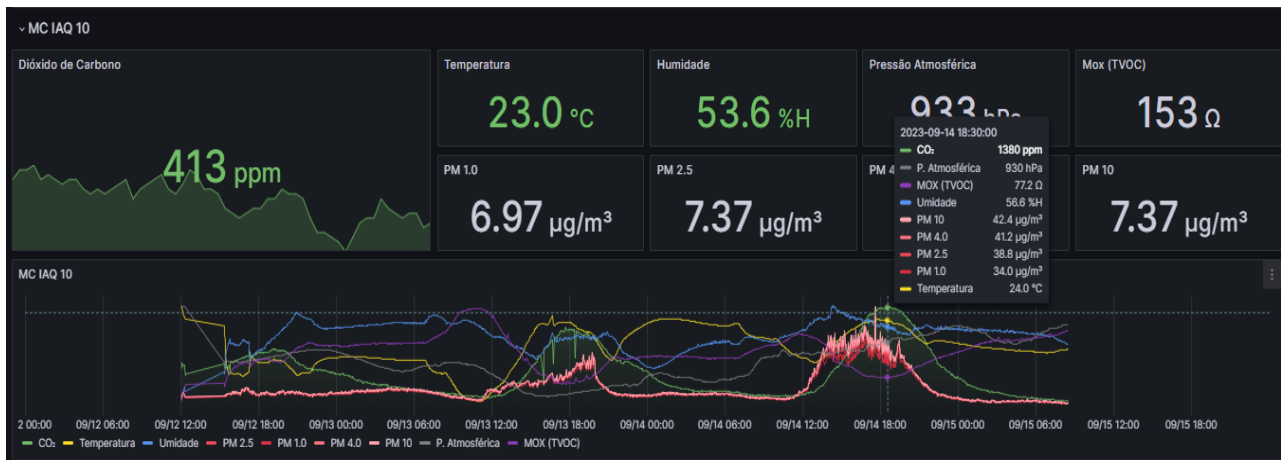 MC IAQ 10
Dióxido de Carbono
413 ppm
Temperatura
23.0 °C
Humidade
53.6 %H
Pressão Atmosférica
933 hPa
Mox (TVOC)
153 Ω
PM 1.0
6.97 µg/m³
PM 2.5
7.37 µg/m³
PM 4
PM 10
7.37 µg/m³
2023-09-14 18:30:00
CO₂ 1380 ppm
P. Atmosférica 930 hPa
MOX (TVOC) 77.2 Ω
Umidade 56.6 %H
PM 10 42.4 µg/m³
PM 4.0 41.2 µg/m³
PM 2.5 38.8 µg/m³
PM 1.0 34.0 µg/m³
Temperatura 24.0 °C
MC IAQ 10
2 00:00 09/12 06:00 09/12 12:00 09/12 18:00 09/13 00:00 09/13 06:00 09/13 12:00 09/13 18:00 09/14 00:00 09/14 06:00 09/14 12:00 09/14 18:00 09/15 00:00 09/15 06:00 09/15 12:00 09/15 18:00
CO₂ Temperatura Umidade PM 2.5 PM 1.0 PM 4.0 PM 10 P. Atmosférica MOX (TVOC)